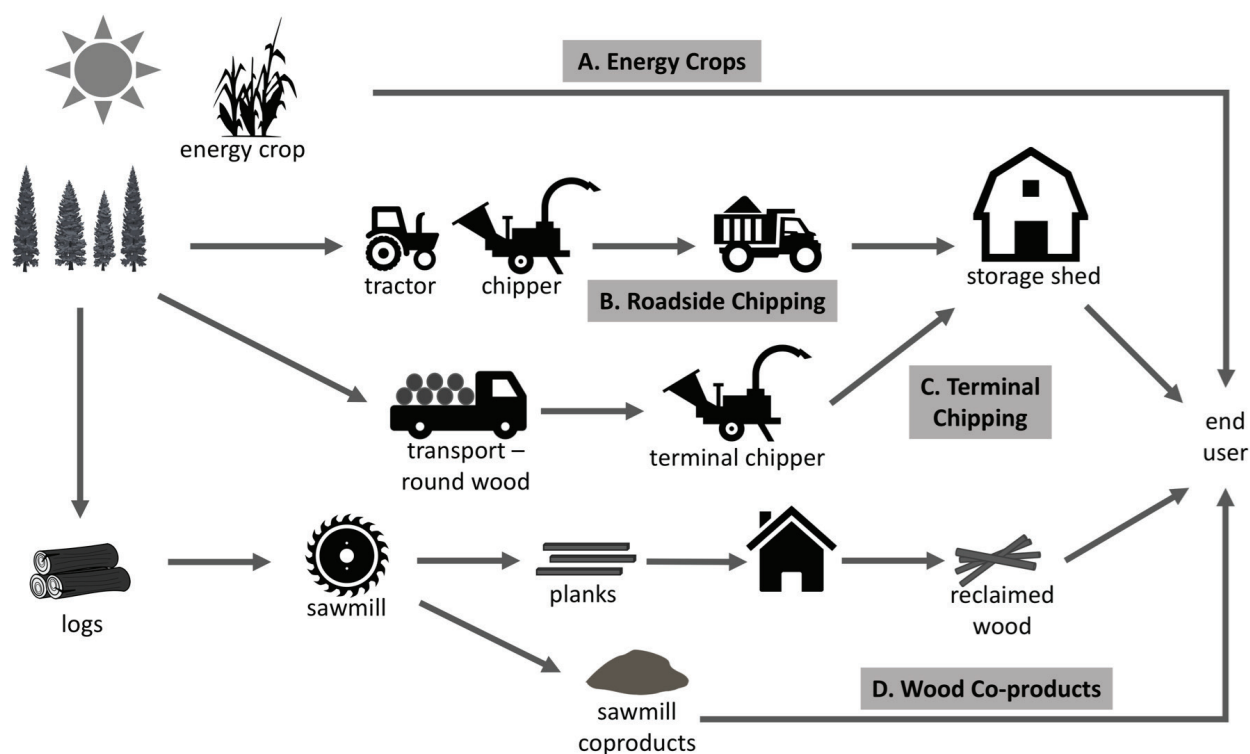 A. Energy Crops
energy crop
tractor
chipper
storage shed
B. Roadside Chipping
C. Terminal
Chipping
transport –
round wood
terminal chipper
end
user
logs
sawmill
planks
reclaimed
wood
D. Wood Co-products
sawmill
coproducts